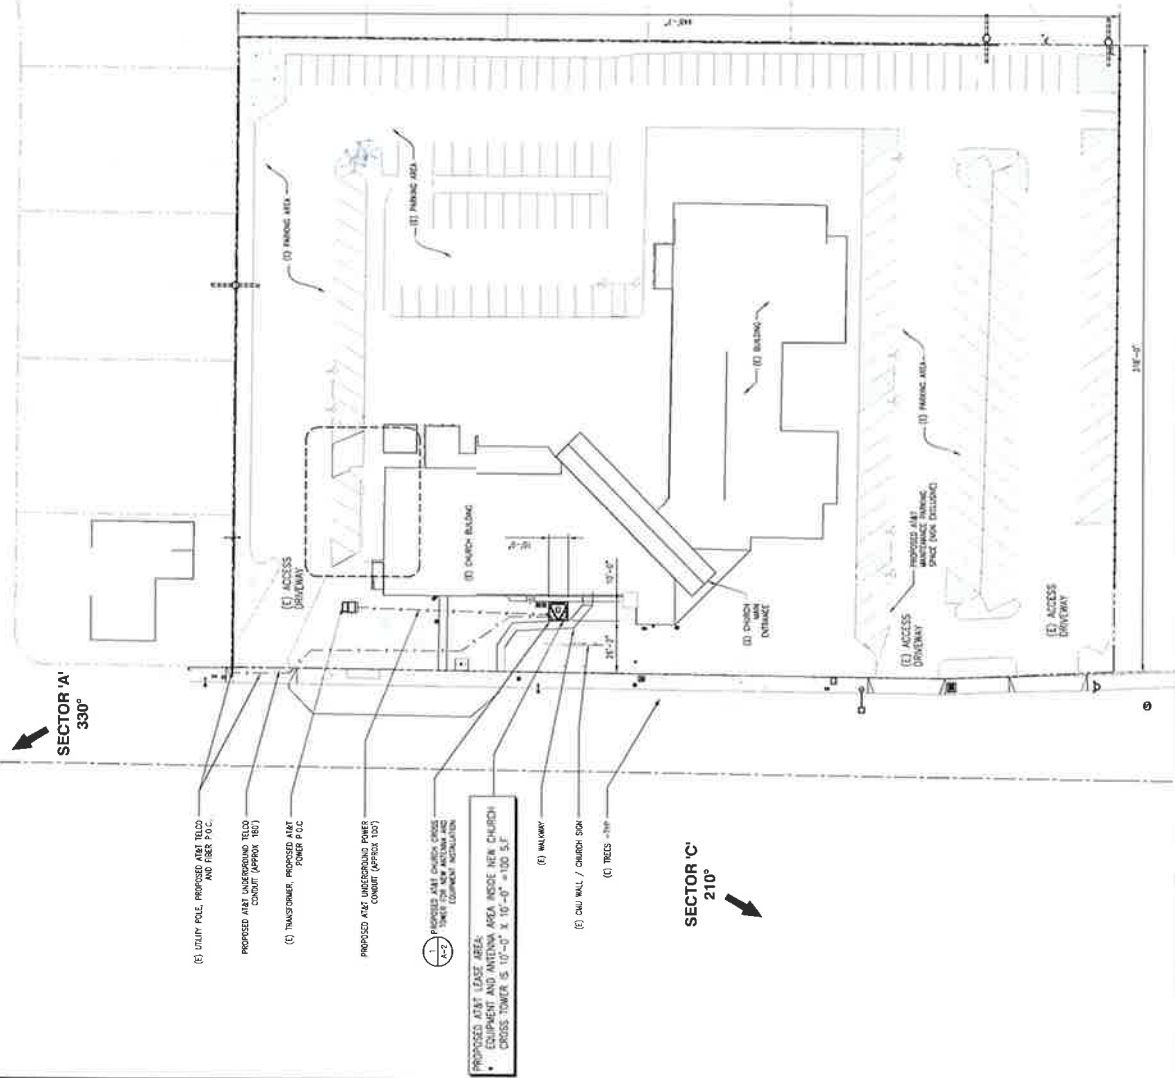 318'-0"
(E) PARKING AREA
(E) PARKING AREA
(E) BUILDING
(E) PARKING AREA
PROPOSED AT&T
MAINTENANCE PARKING
SPACE (NON EXCLUSIVE)
(E) ACCESS
DRIVEWAY
(E) CHURCH BUILDING
10'-0"
10'-0"
(E) CHURCH
MAIN
ENTRANCE
(E) ACCESS
DRIVEWAY
(E) ACCESS
DRIVEWAY
SECTOR 'A'
330°
(E) UTILITY POLE, PROPOSED AT&T TELCO
AND FIBER P.O.C.
PROPOSED AT&T UNDERGROUND TELCO
CONDUIT (APPROX 180')
(E) TRANSFORMER, PROPOSED AT&T
POWER P.O.C
PROPOSED AT&T UNDERGROUND POWER
CONDUIT (APPROX 100')
1
A-2
PROPOSED AT&T CHURCH CROSS
TOWER FOR NEW ANTENNA AND
EQUIPMENT INSTALLATION
PROPOSED AT&T LEASE AREA:
• EQUIPMENT AND ANTENNA AREA INSIDE NEW CHURCH
CROSS TOWER IS 10'-0" X 10'-0" =100 S.F
(E) WALKWAY
(E) CMU WALL / CHURCH SIGN
(E) TREES -TYP
SECTOR 'C'
210°